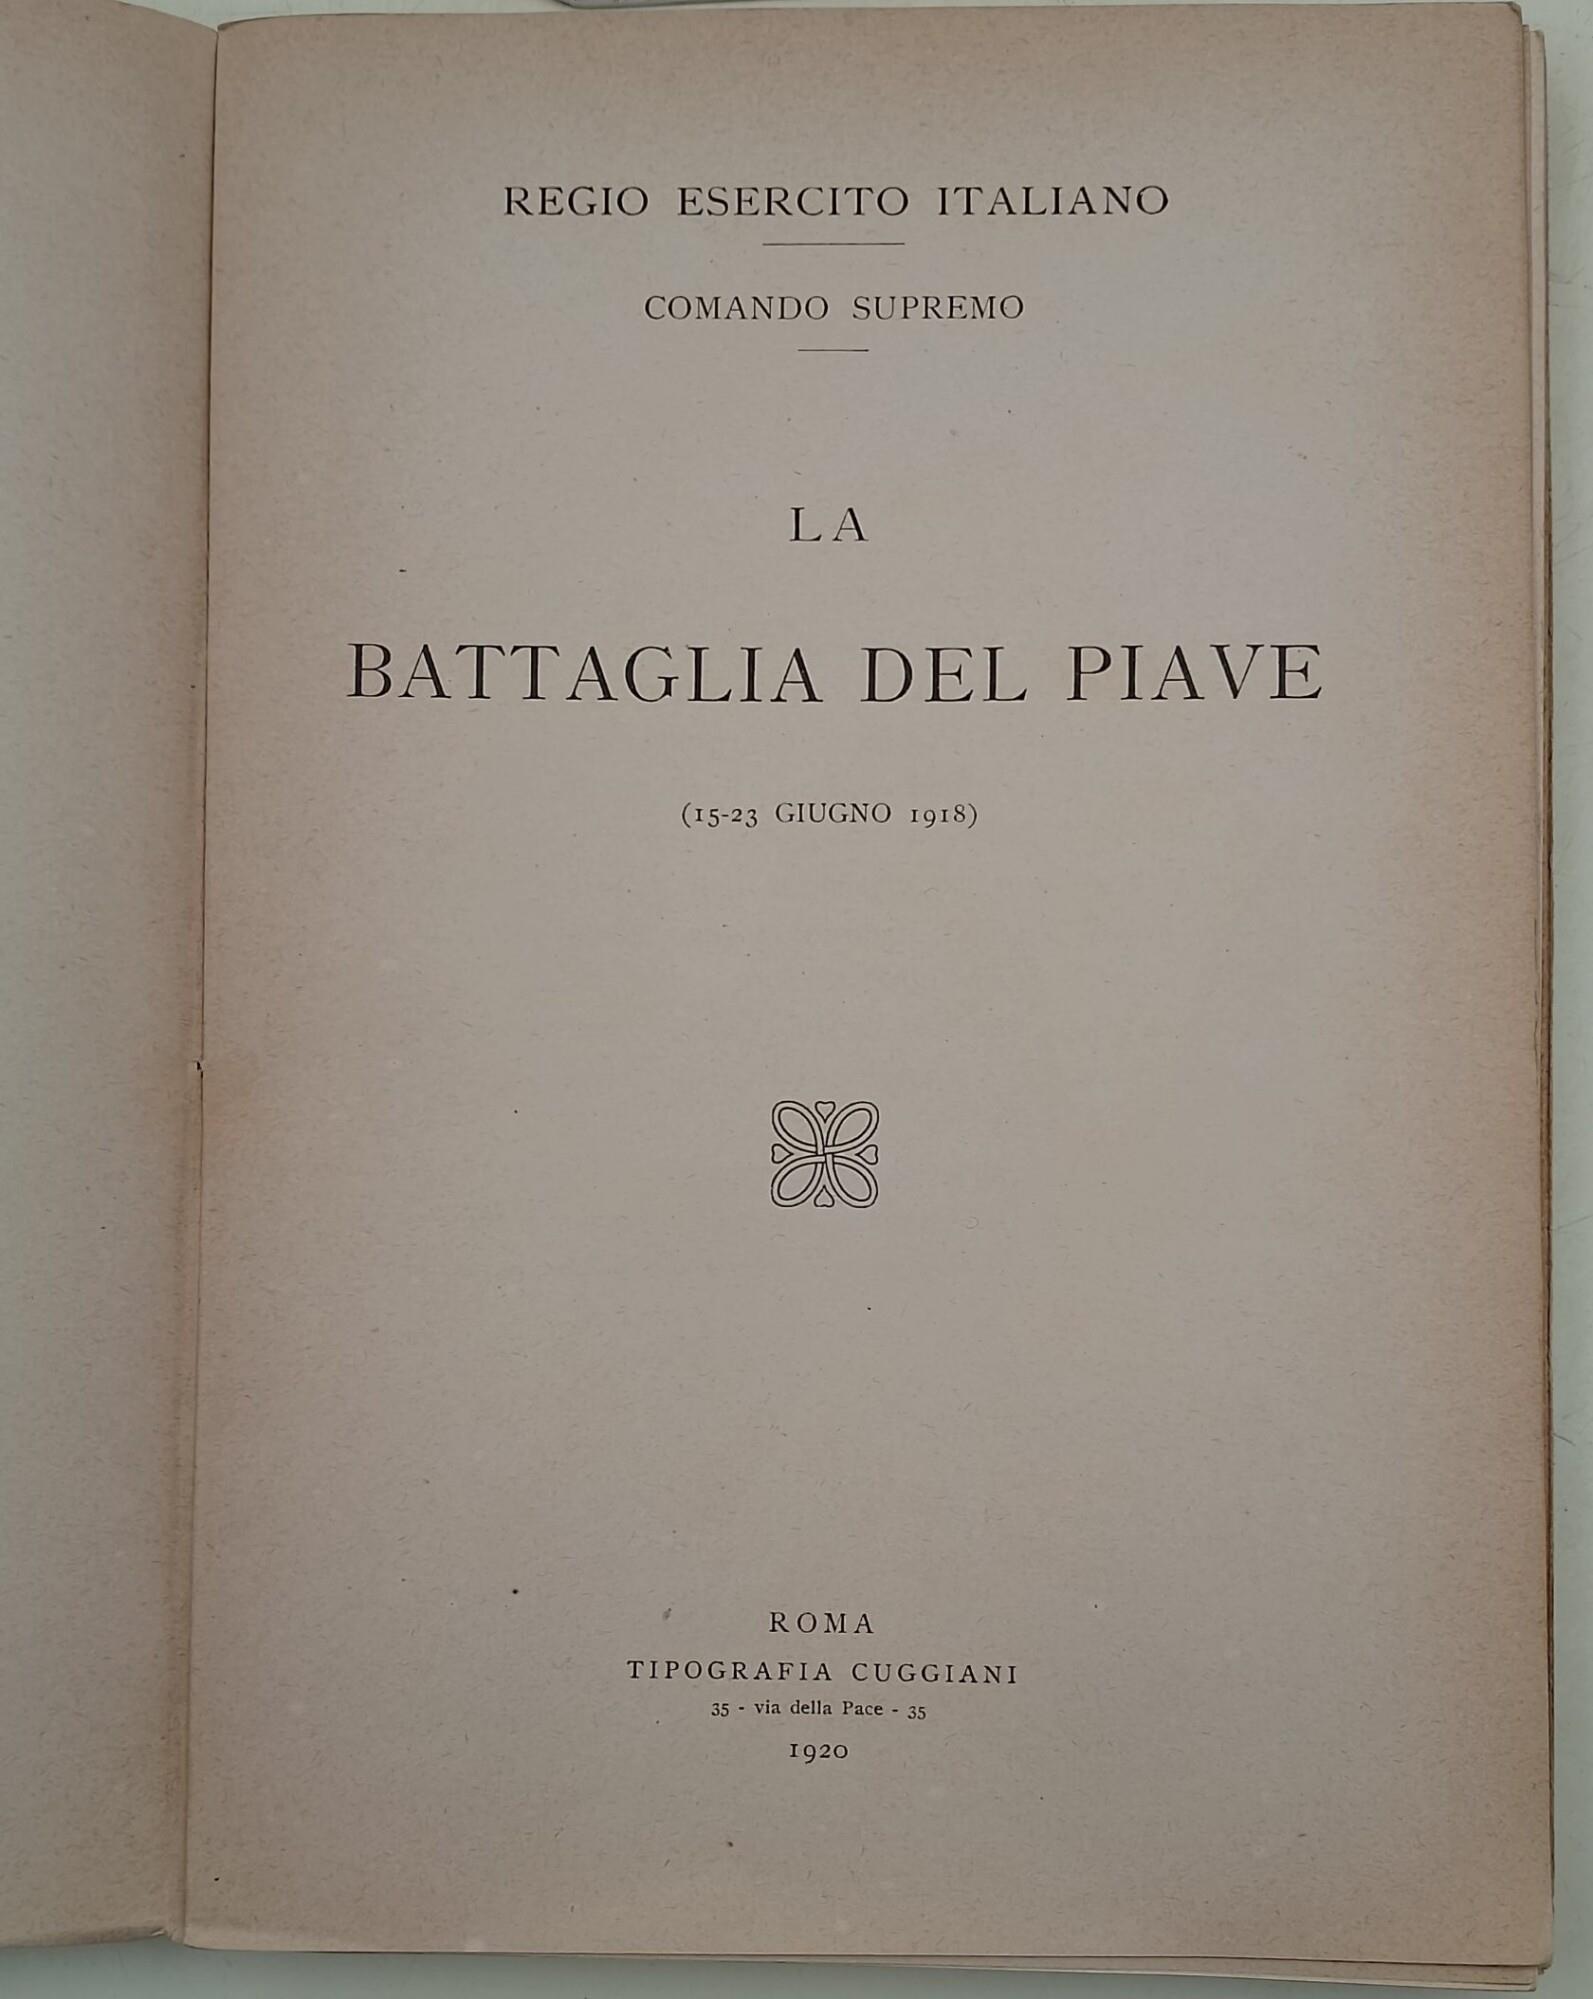 REGIO ESERCITO ITALIANO
COMANDO SUPREMO
LA
BATTAGLIA DEL PIAVE
(15-23 GIUGNO 1918)
ROMA
TIPOGRAFIA CUGGIANI
35 - via della Pace - 35
1920